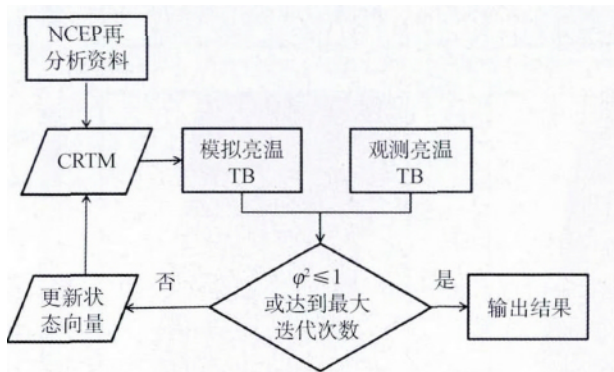 NCEP再
分析资料
CRTM
模拟亮温
TB
观测亮温
TB
φ²≤1
或达到最大
迭代次数
否
是
更新状
态向量
输出结果